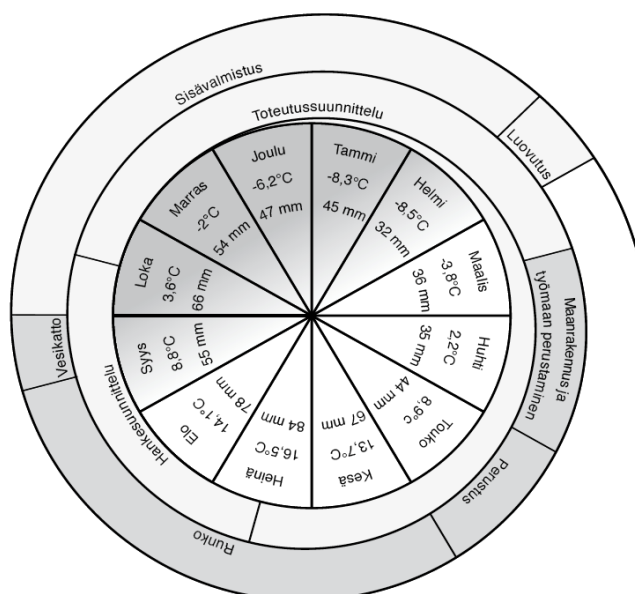 Sisävalmistus
Luovutus
Toteutussuunnittelu
Tammi
-8,3°C
45 mm
Helmi
-8,5°C
32 mm
Maalis
-3,8°C
36 mm
Huhti
2,2°C
35 mm
Touko
8,9°C
44 mm
Kesä
13,7°C
67 mm
Heinä
16,5°C
84 mm
Elo
14,1°C
78 mm
Syys
8,8°C
55 mm
Loka
3,6°C
66 mm
Marras
-2°C
54 mm
Joulu
-6,2°C
47 mm
Maanrakennus ja
työmaan perustaminen
Perustus
Runko
Vesikatto
Hankesuunnittelu